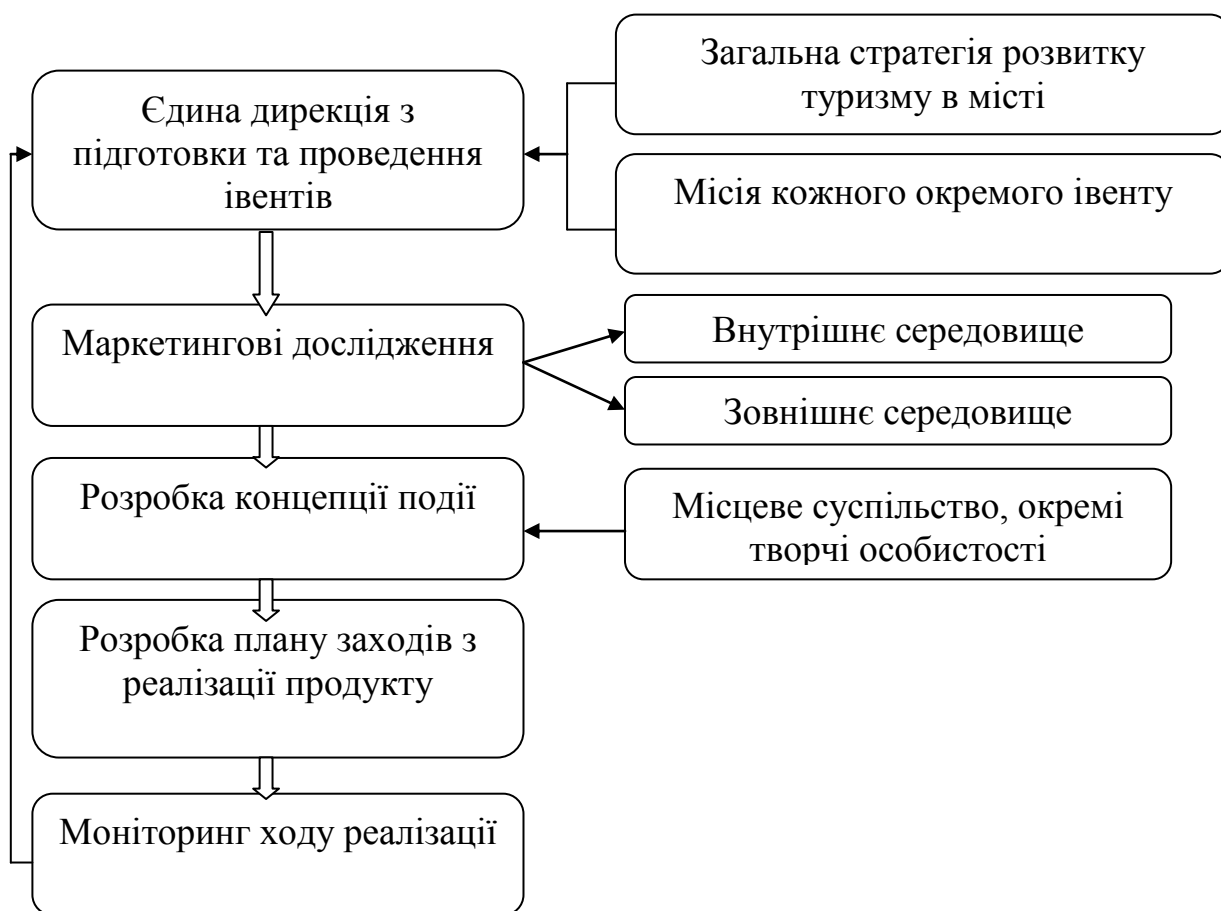 Загальна стратегія розвитку
туризму в місті
Єдина дирекція з
підготовки та проведення
івентів
Місія кожного окремого івенту
Маркетингові дослідження
Внутрішнє середовище
Зовнішнє середовище
Розробка концепції події
Місцеве суспільство, окремі
творчі особистості
Розробка плану заходів з
реалізації продукту
Моніторинг ходу реалізації